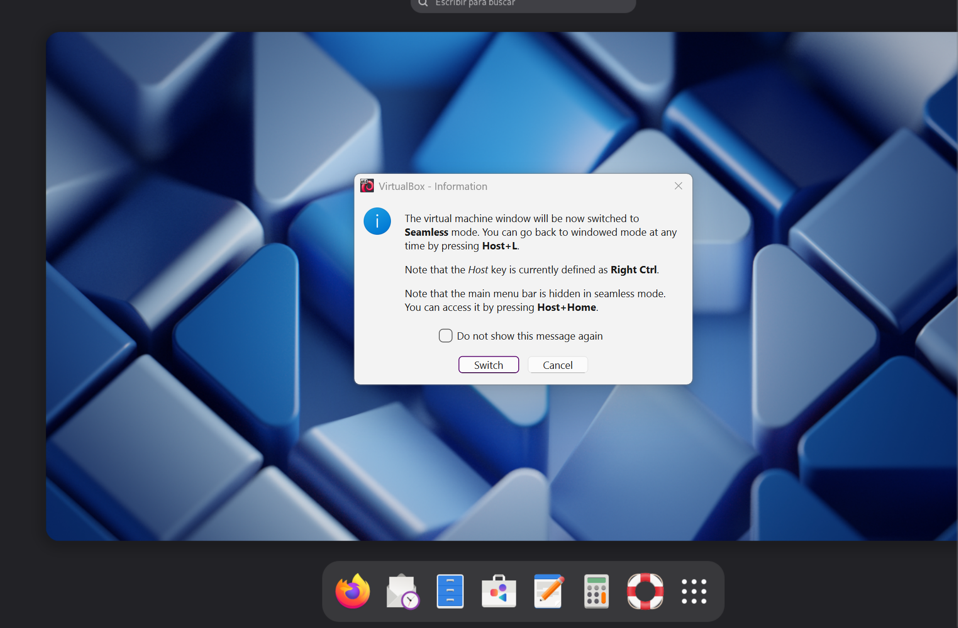 Escribir para buscar
VirtualBox - Information
The virtual machine window will be now switched to
Seamless mode. You can go back to windowed mode at any
time by pressing Host+L.
Note that the Host key is currently defined as Right Ctrl.
Note that the main menu bar is hidden in seamless mode.
You can access it by pressing Host+Home.
Do not show this message again
Switch
Cancel